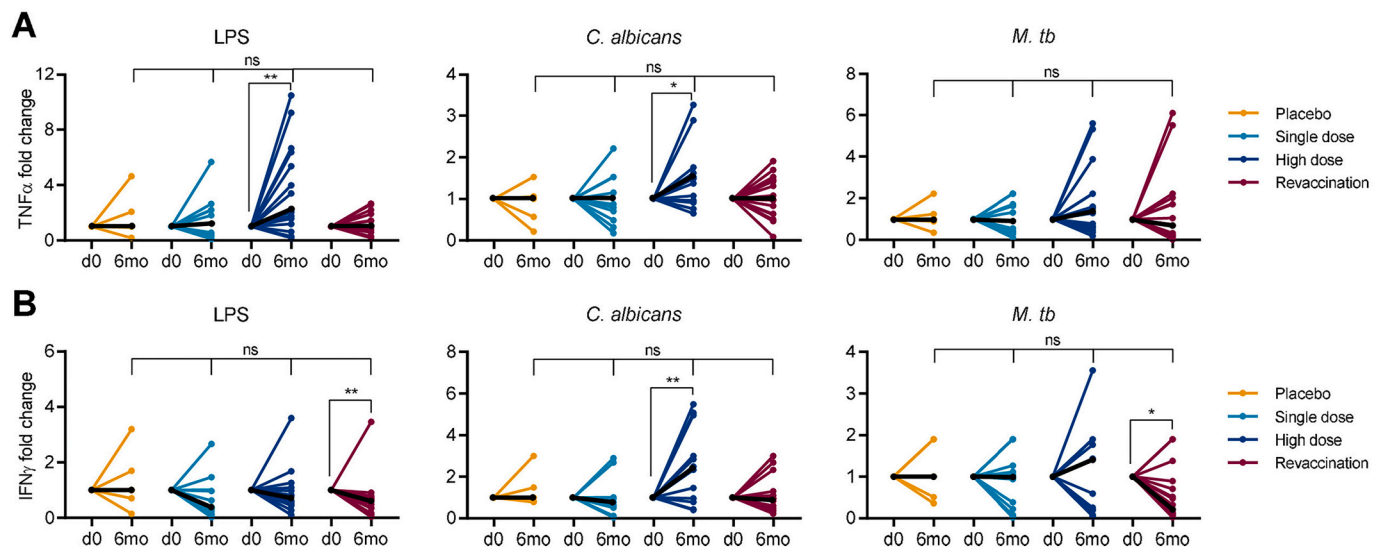 A
LPS
C. albicans
M. tb
TNFα fold change
12
8
4
0
ns
**
d0 6mo d0 6mo d0 6mo d0 6mo
4
3
2
1
0
ns
*
d0 6mo d0 6mo d0 6mo d0 6mo
8
6
4
2
0
ns
d0 6mo d0 6mo d0 6mo d0 6mo
Placebo
Single dose
High dose
Revaccination
B
LPS
C. albicans
M. tb
IFNγ fold change
6
4
2
0
ns
**
d0 6mo d0 6mo d0 6mo d0 6mo
8
6
4
2
0
ns
**
d0 6mo d0 6mo d0 6mo d0 6mo
4
3
2
1
0
ns
*
d0 6mo d0 6mo d0 6mo d0 6mo
Placebo
Single dose
High dose
Revaccination